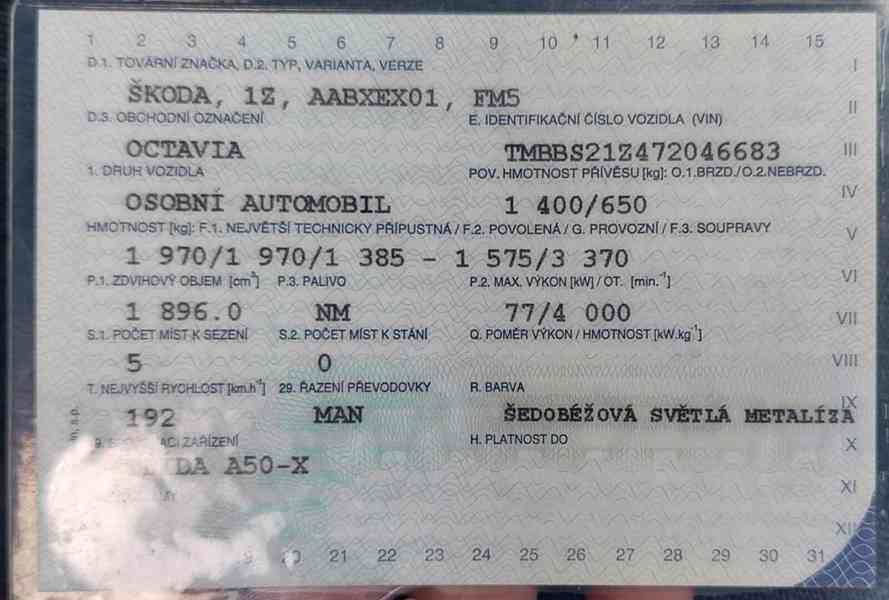 1 2 3 4 5 6 7 8 9 10 11 12 13 14 15
D.1. TOVÁRNÍ ZNAČKA, D.2. TYP, VARIANTA, VERZE I
ŠKODA, 1Z, AABXEX01, FM5
D.3. OBCHODNÍ OZNAČENÍ E. IDENTIFIKAČNÍ ČÍSLO VOZIDLA (VIN) II
OCTAVIA TMBBS21Z472046683 III
1. DRUH VOZIDLA POV. HMOTNOST PŘÍVĚSU [kg]: O.1.BRZD./O.2.NEBRZD.
OSOBNÍ AUTOMOBIL 1 400/650 IV
HMOTNOST [kg]: F.1. NEJVĚTŠÍ TECHNICKY PŘÍPUSTNÁ / F.2. POVOLENÁ / G. PROVOZNÍ / F.3. SOUPRAVY V
1 970/1 970/1 385 - 1 575/3 370
P.1. ZDVIHOVÝ OBJEM [cm³] P.3. PALIVO P.2. MAX. VÝKON [kW] / OT. [min.⁻¹] VI
1 896.0 NM 77/4 000 VII
S.1. POČET MÍST K SEZENÍ S.2. POČET MÍST K STÁNÍ Q. POMĚR VÝKON / HMOTNOST [kW.kg⁻¹]
5 0 VIII
T. NEJVYŠŠÍ RYCHLOST [km.h⁻¹] 29. ŘAZENÍ PŘEVODOVKY R. BARVA
192 MAN ŠEDOBÉŽOVÁ SVĚTLÁ METALÍZA IX
ZAŘÍZENÍ H. PLATNOST DO X
A50-X
XI
XII
20 21 22 23 24 25 26 27 28 29 30 31